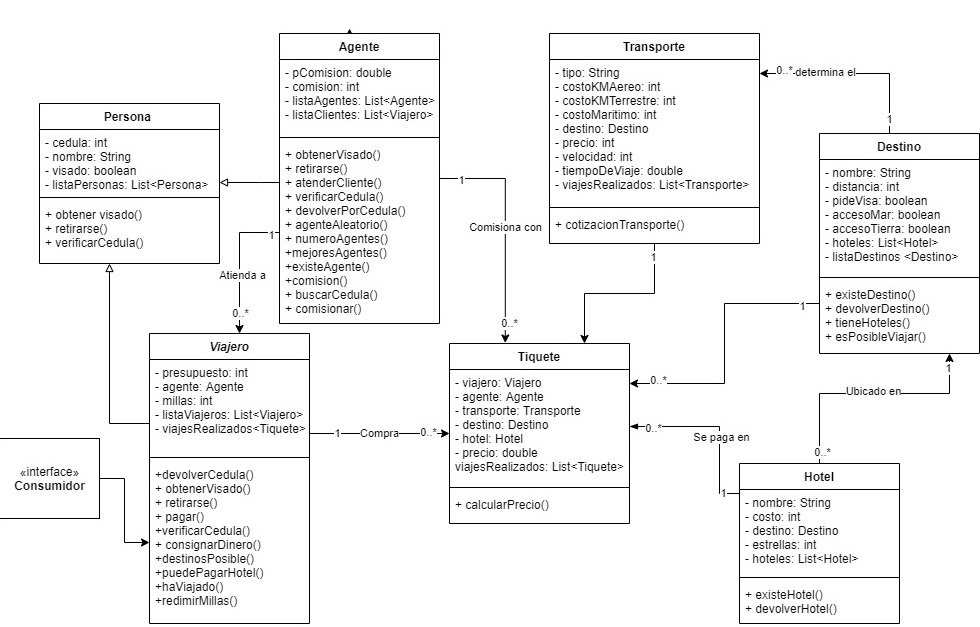 Agente
- pComision: double
- comision: int
- listaAgentes: List<Agente>
- listaClientes: List<Viajero>
+ obtenerVisado()
+ retirarse()
+ atenderCliente()
+ verificarCedula()
+ devolverPorCedula()
+ agenteAleatorio()
+ numeroAgentes()
+mejoresAgentes()
+existeAgente()
+comision()
+ buscarCedula()
+ comisionar()
Transporte
- tipo: String
- costoKMAereo: int
- costoKMTerrestre: int
- costoMaritimo: int
- destino: Destino
- precio: int
- velocidad: int
- tiempoDeViaje: double
- viajesRealizados: List<Transporte>
+ cotizacionTransporte()
0..*
determina el
1
Persona
- cedula: int
- nombre: String
- visado: boolean
- listaPersonas: List<Persona>
+ obtener visado()
+ retirarse()
+ verificarCedula()
Destino
- nombre: String
- distancia: int
- pideVisa: boolean
- accesoMar: boolean
- accesoTierra: boolean
- hoteles: List<Hotel>
- listaDestinos <Destino>
+ existeDestino()
+ devolverDestino()
+ tieneHoteles()
+ esPosibleViajar()
1
Comisiona con
0..*
1
Atienda a
0..*
1
1
0..*
Viajero
- presupuesto: int
- agente: Agente
- millas: int
- listaViajeros: List<Viajero>
- viajesRealizados<Tiquete>
+devolverCedula()
+ obtenerVisado()
+ retirarse()
+ pagar()
+verificarCedula()
+ consignarDinero()
+destinosPosible()
+puedePagarHotel()
+haViajado()
+redimirMillas()
1
Compra
0..*
Tiquete
- viajero: Viajero
- agente: Agente
- transporte: Transporte
- destino: Destino
- hotel: Hotel
- precio: double
viajesRealizados: List<Tiquete>
+ calcularPrecio()
1
Ubicado en
0..*
0..*
Se paga en
1
«interface»
Consumidor
Hotel
- nombre: String
- costo: int
- destino: Destino
- estrellas: int
- hoteles: List<Hotel>
+ existeHotel()
+ devolverHotel()